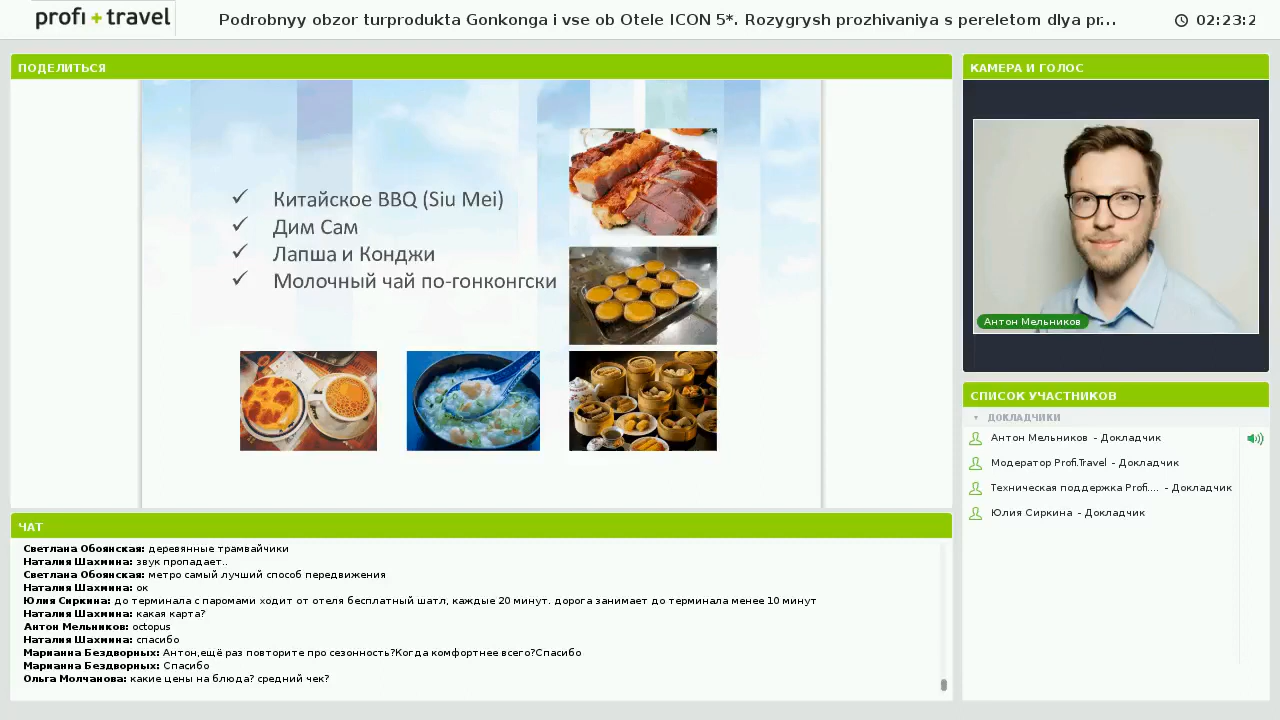 profi+travel
Podrobnyy obzor turprodukta Gonkonga i vse ob Otele ICON 5*. Rozygrysh prozhivaniya s pereletom dlya pr...
02:23:2
ПОДЕЛИТЬСЯ
Китайское BBQ (Siu Mei)
Дим Сам
Лапша и Конджи
Молочный чай по-гонконгски
КАМЕРА И ГОЛОС
Антон Мельников
СПИСОК УЧАСТНИКОВ
ДОКЛАДЧИКИ
Антон Мельников - Докладчик
Модератор Profi.Travel - Докладчик
Техническая поддержка Profi.... - Докладчик
Юлия Сиркина - Докладчик
ЧАТ
Светлана Обоянская: деревянные трамвайчики
Наталия Шахмина: звук пропадает..
Светлана Обоянская: метро самый лучший способ передвижения
Наталия Шахмина: ок
Юлия Сиркина: до терминала с паромами ходит от отеля бесплатный шатл, каждые 20 минут. дорога занимает до терминала менее 10 минут
Наталия Шахмина: какая карта?
Антон Мельников: octopus
Наталия Шахмина: спасибо
Марианна Бездворных: Антон,ещё раз повторите про сезонность?Когда комфортнее всего?Спасибо
Марианна Бездворных: Спасибо
Ольга Молчанова: какие цены на блюда? средний чек?